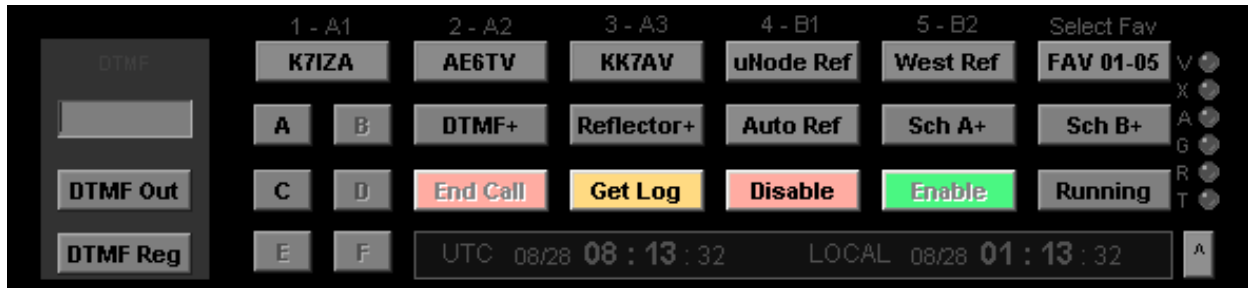 1 - A1 2 - A2 3 - A3 4 - B1 5 - B2 Select Fav
DTMF K7IZA AE6TV KK7AV uNode Ref West Ref FAV 01-05 V
X
A B DTMF+ Reflector+ Auto Ref Sch A+ Sch B+ A
G
DTMF Out C D End Call Get Log Disable Enable Running R
T
DTMF Reg E F UTC 08/28 08 : 13 : 32 LOCAL 08/28 01 : 13 : 32 ^